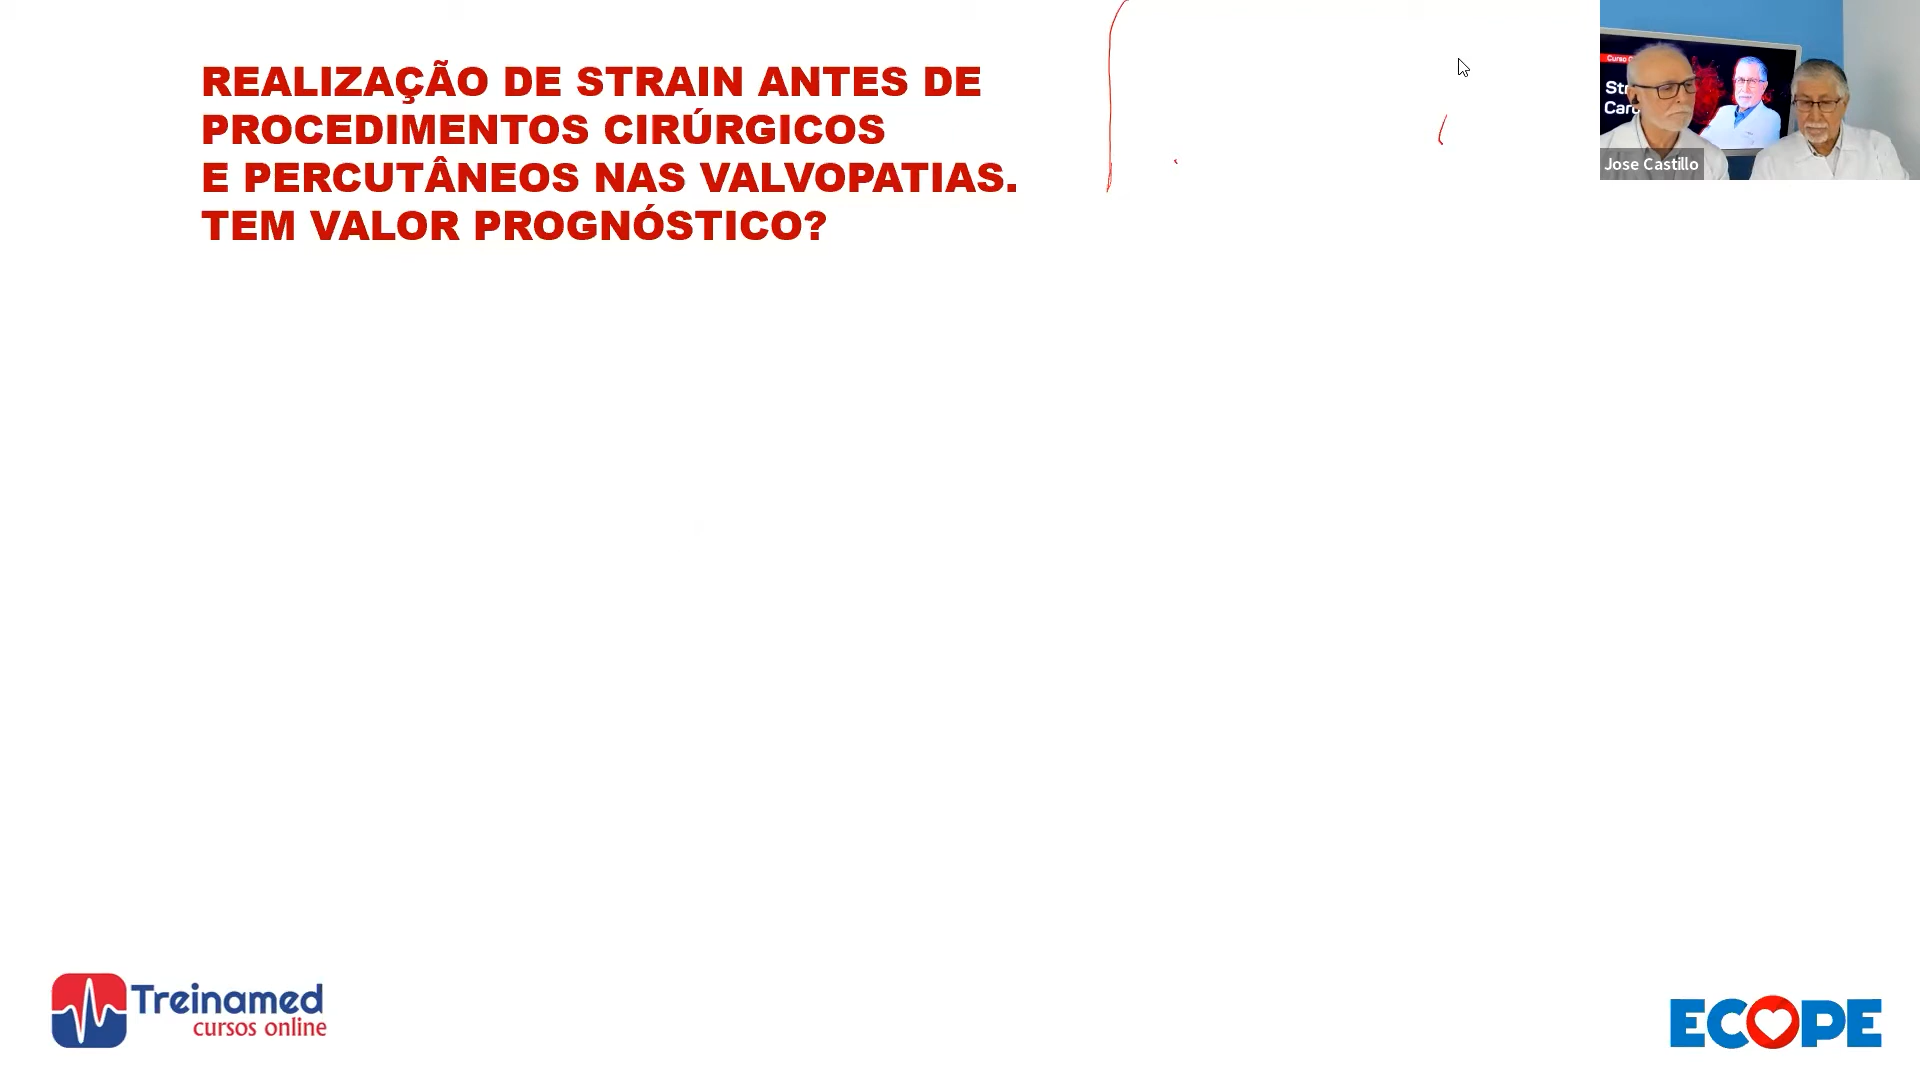 REALIZAÇÃO DE STRAIN ANTES DE
PROCEDIMENTOS CIRÚRGICOS
E PERCUTÂNEOS NAS VALVOPATIAS.
TEM VALOR PROGNÓSTICO?
Jose Castillo
Treinamed
cursos online
ECOPE